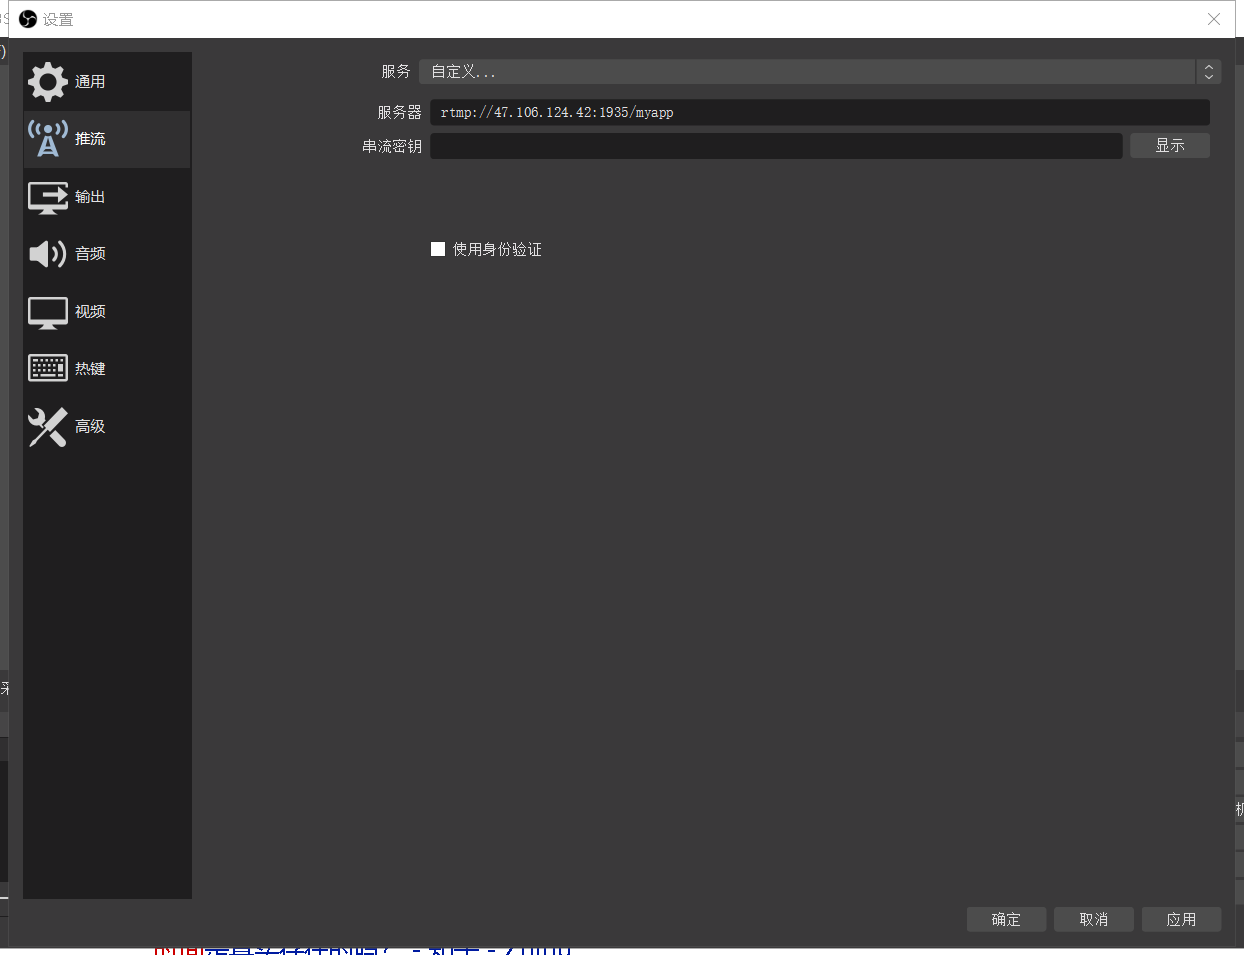 设置
通用
推流
输出
音频
视频
热键
高级
服务 自定义...
服务器 rtmp://47.106.124.42:1935/myapp
串流密钥 显示
使用身份验证
确定 取消 应用